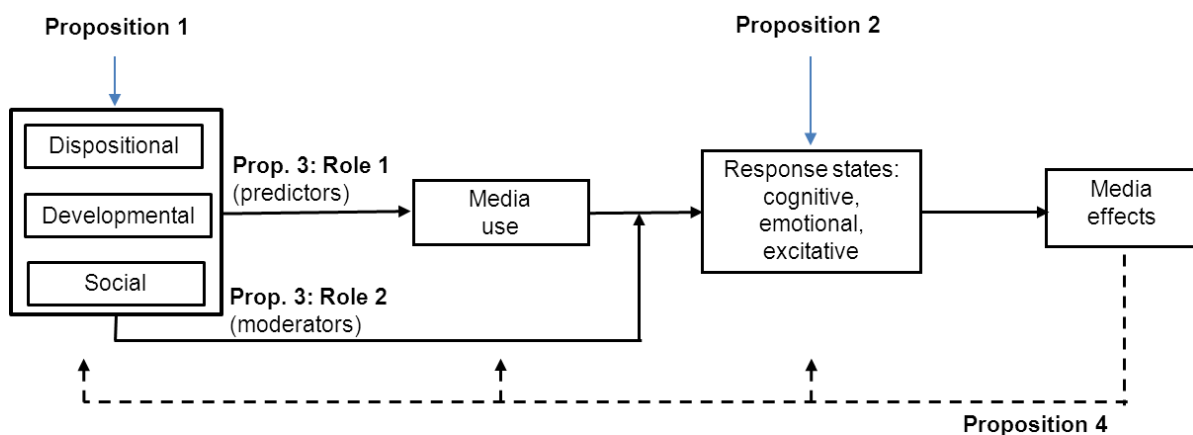 Proposition 1
Proposition 2
Dispositional
Developmental
Social
Prop. 3: Role 1
(predictors)
Prop. 3: Role 2
(moderators)
Media
use
Response states:
cognitive,
emotional,
excitative
Media
effects
Proposition 4